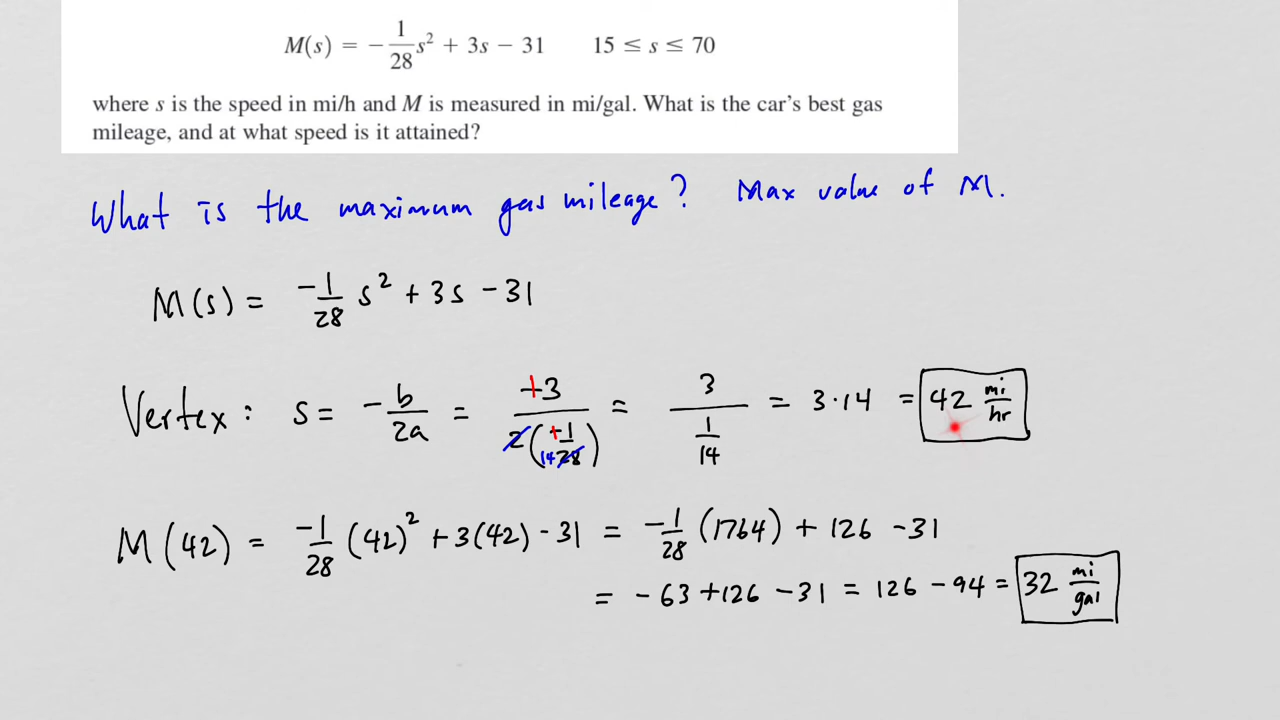 M(s) = −1/28 s² + 3s − 31 15 ≤ s ≤ 70
where s is the speed in mi/h and M is measured in mi/gal. What is the car's best gas
mileage, and at what speed is it attained?
What is the maximum gas mileage? Max value of M.
M(s) = -1/28 s² + 3s - 31
Vertex: s = -b/2a = +3/2(+1/14 28) = 3/(1/14) = 3·14 = 42 mi/hr
M(42) = -1/28 (42)² + 3(42) - 31 = -1/28 (1764) + 126 - 31
= -63 + 126 - 31 = 126 - 94 = 32 mi/gal